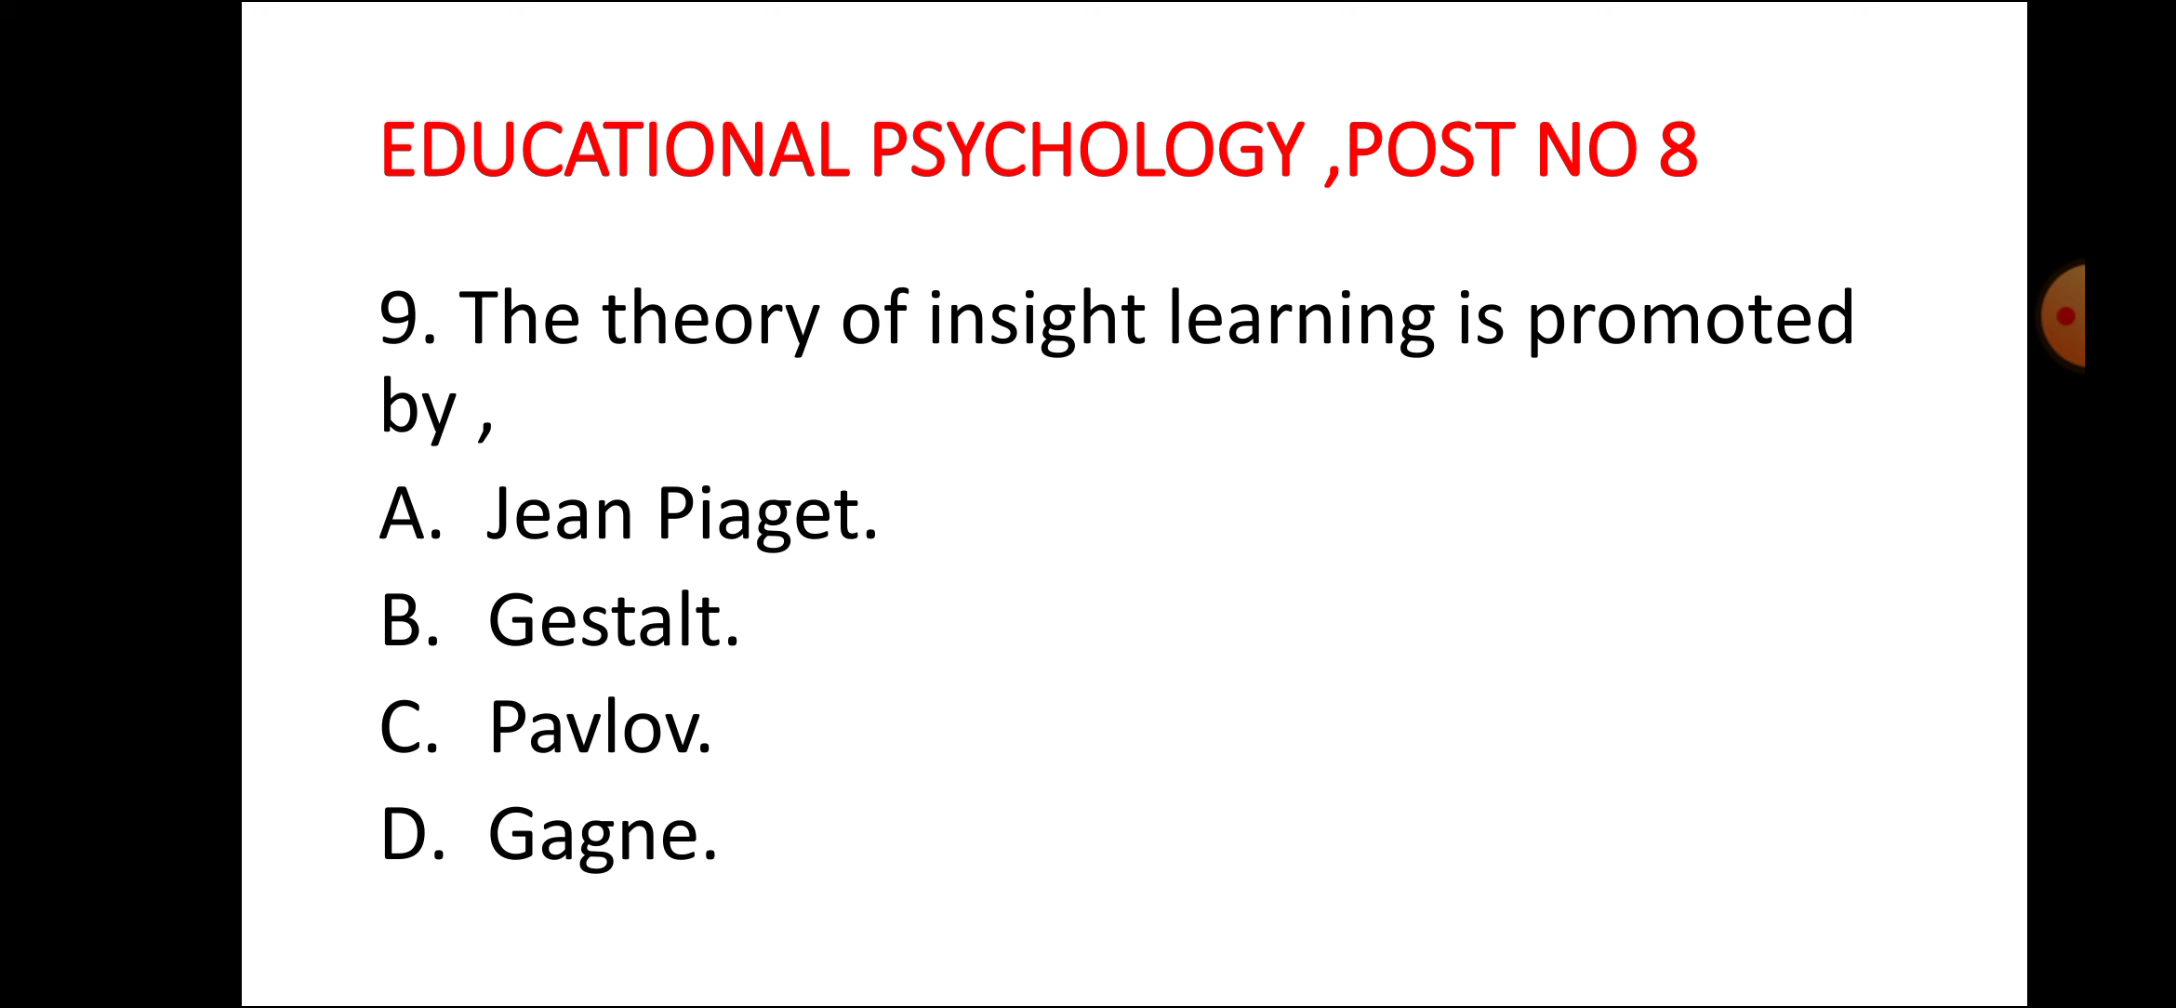 EDUCATIONAL PSYCHOLOGY ,POST NO 8
9. The theory of insight learning is promoted
by ,
A. Jean Piaget.
B. Gestalt.
C. Pavlov.
D. Gagne.